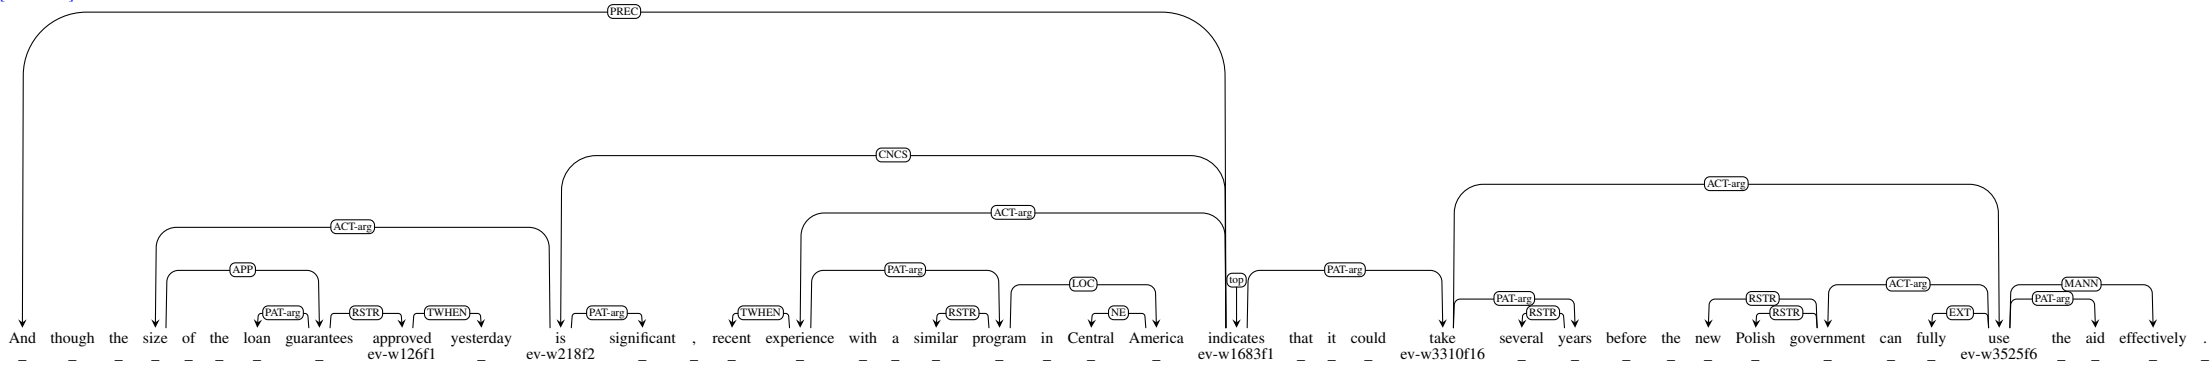 PREC
CNCS
ACT-arg
ACT-arg
ACT-arg
APP PAT-arg top PAT-arg
LOC ACT-arg MANN
PAT-arg RSTR RSTR PAT-arg
PAT-arg RSTR TWHEN PAT-arg TWHEN RSTR NE RSTR RSTR EXT
And though the size of the loan guarantees approved yesterday is significant , recent experience with a similar program in Central America indicates that it could take several years before the new Polish government can fully use the aid effectively .
ev-w126f1 ev-w218f2 ev-w1683f1 ev-w3310f16 ev-w3525f6